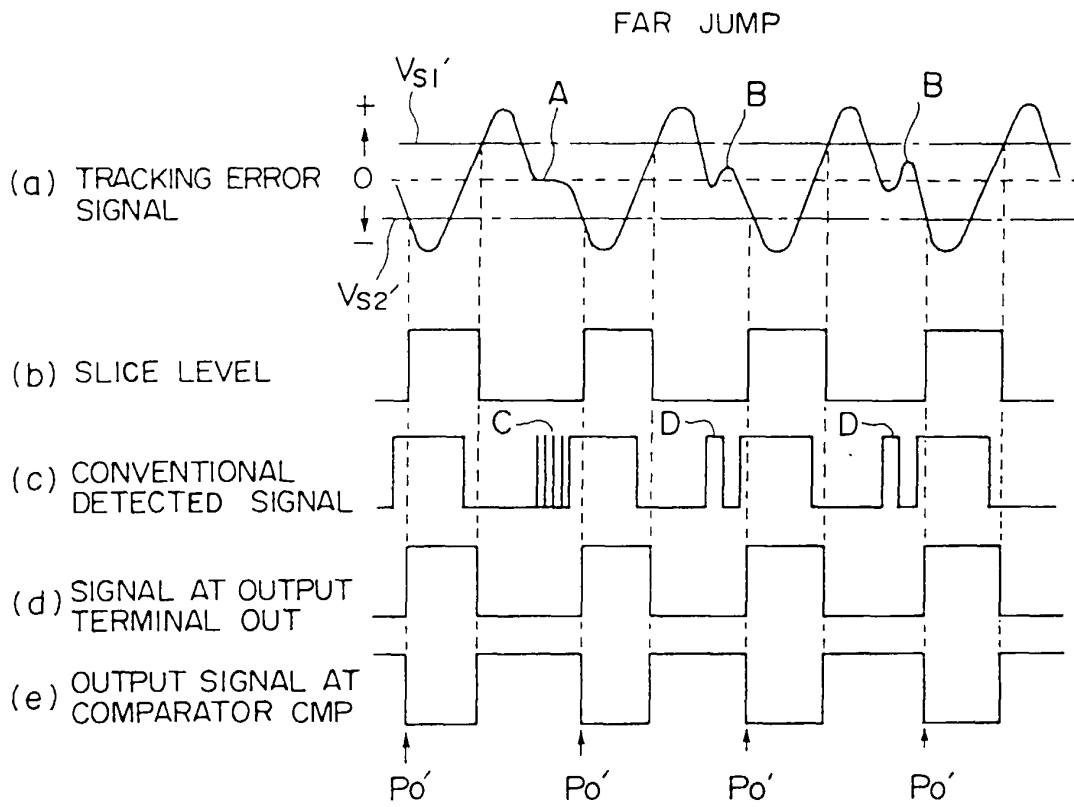 FAR JUMP
VS1'
+
A
B
B
(a) TRACKING ERROR
SIGNAL
0
−
VS2'
(b) SLICE LEVEL
C
D
D
(c) CONVENTIONAL
DETECTED SIGNAL
(d) SIGNAL AT OUTPUT
TERMINAL OUT
(e) OUTPUT SIGNAL AT
COMPARATOR CMP
Po' Po' Po' Po'